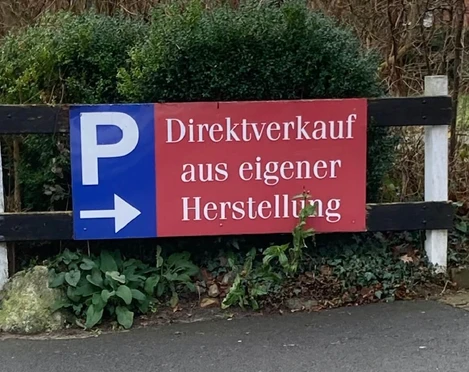 P
Direktverkauf
aus eigener
Herstellung